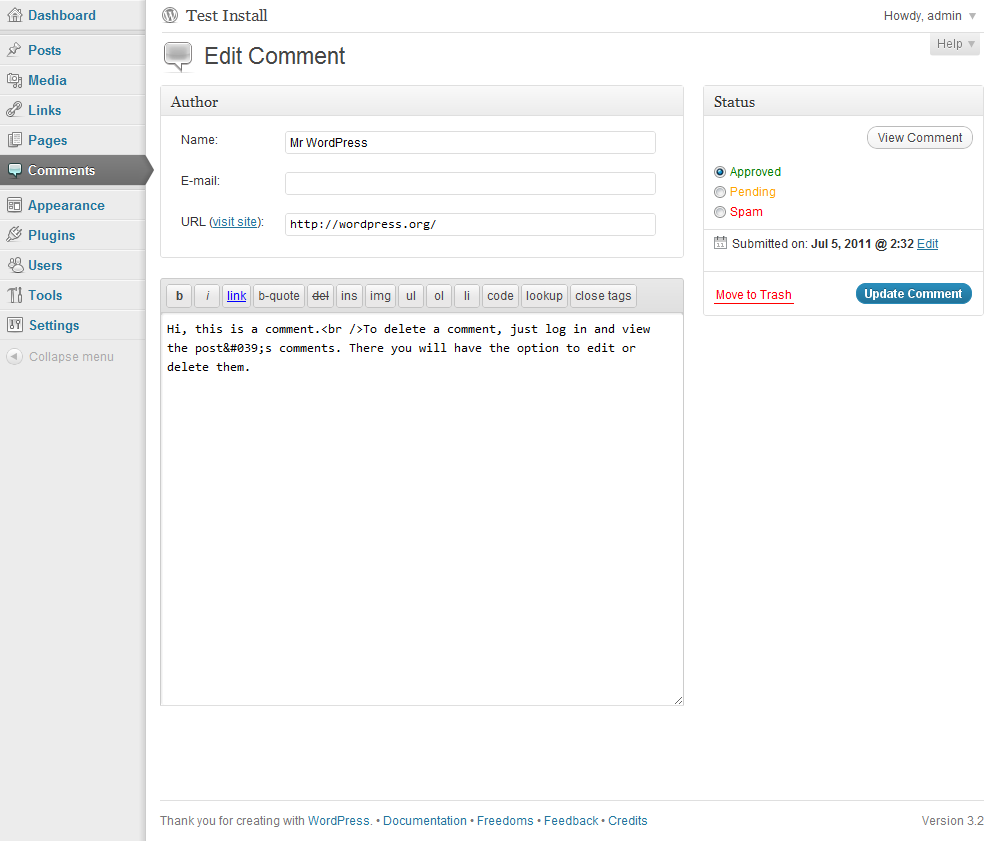 Dashboard
Posts
Media
Links
Pages
Comments
Appearance
Plugins
Users
Tools
Settings
Collapse menu
Test Install
Howdy, admin
Help
Edit Comment
Author
Name: Mr WordPress
E-mail:
URL (visit site): http://wordpress.org/
b i link b-quote del ins img ul ol li code lookup close tags
Hi, this is a comment.<br />To delete a comment, just log in and view
the post&#039;s comments. There you will have the option to edit or
delete them.
Status
View Comment
Approved
Pending
Spam
11 Submitted on: Jul 5, 2011 @ 2:32 Edit
Move to Trash Update Comment
Thank you for creating with WordPress. • Documentation • Freedoms • Feedback • Credits
Version 3.2